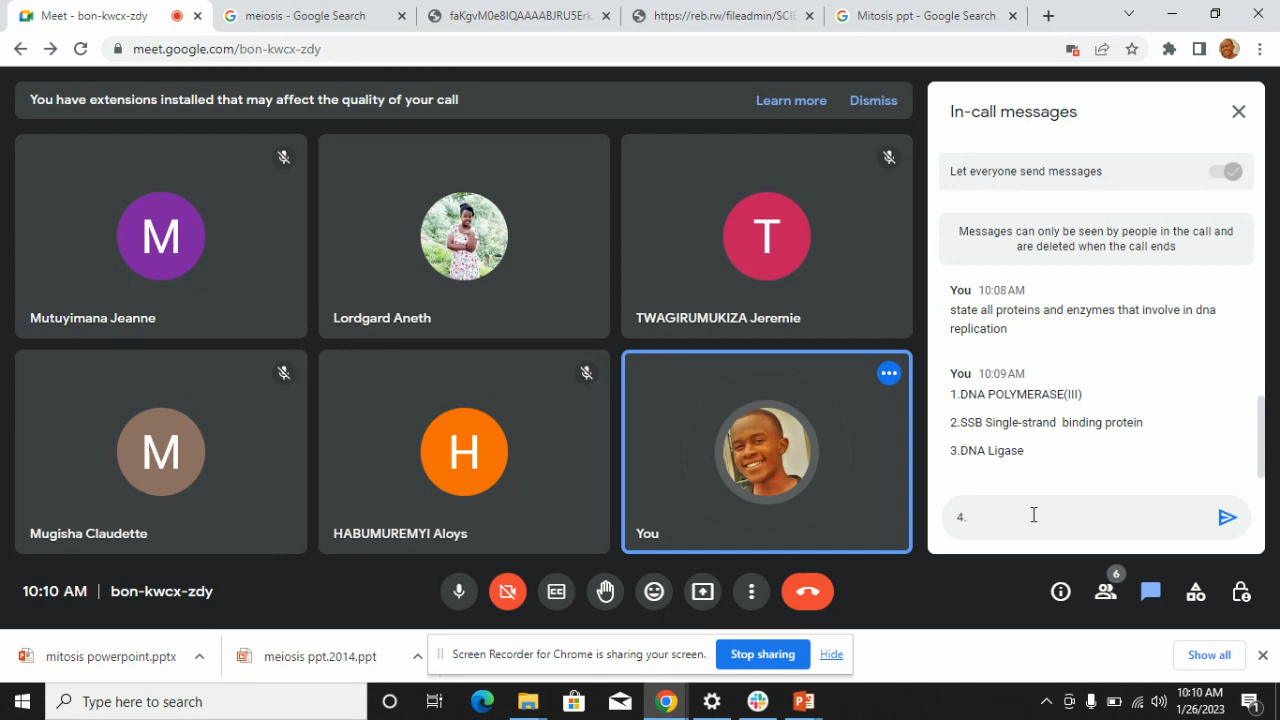 Meet - bon-kwcx-zdy
meiosis - Google Search
faKgvM0e8IQAAAABJRU5Erk
https://reb.rw/fileadmin/SCIE
Mitosis ppt - Google Search
meet.google.com/bon-kwcx-zdy
You have extensions installed that may affect the quality of your call
Learn more
Dismiss
M
Mutuyimana Jeanne
Lordgard Aneth
T
TWAGIRUMUKIZA Jeremie
M
Mugisha Claudette
H
HABUMUREMYI Aloys
You
In-call messages
Let everyone send messages
Messages can only be seen by people in the call and
are deleted when the call ends
You 10:08 AM
state all proteins and enzymes that involve in dna
replication
You 10:09 AM
1.DNA POLYMERASE(III)
2.SSB Single-strand binding protein
3.DNA Ligase
4.
10:10 AM | bon-kwcx-zdy
6
mitosis powerpoint.pptx
meiosis ppt.2014.ppt
Screen Recorder for Chrome is sharing your screen.
Stop sharing
Hide
Show all
Type here to search
10:10 AM
1/26/2023
1